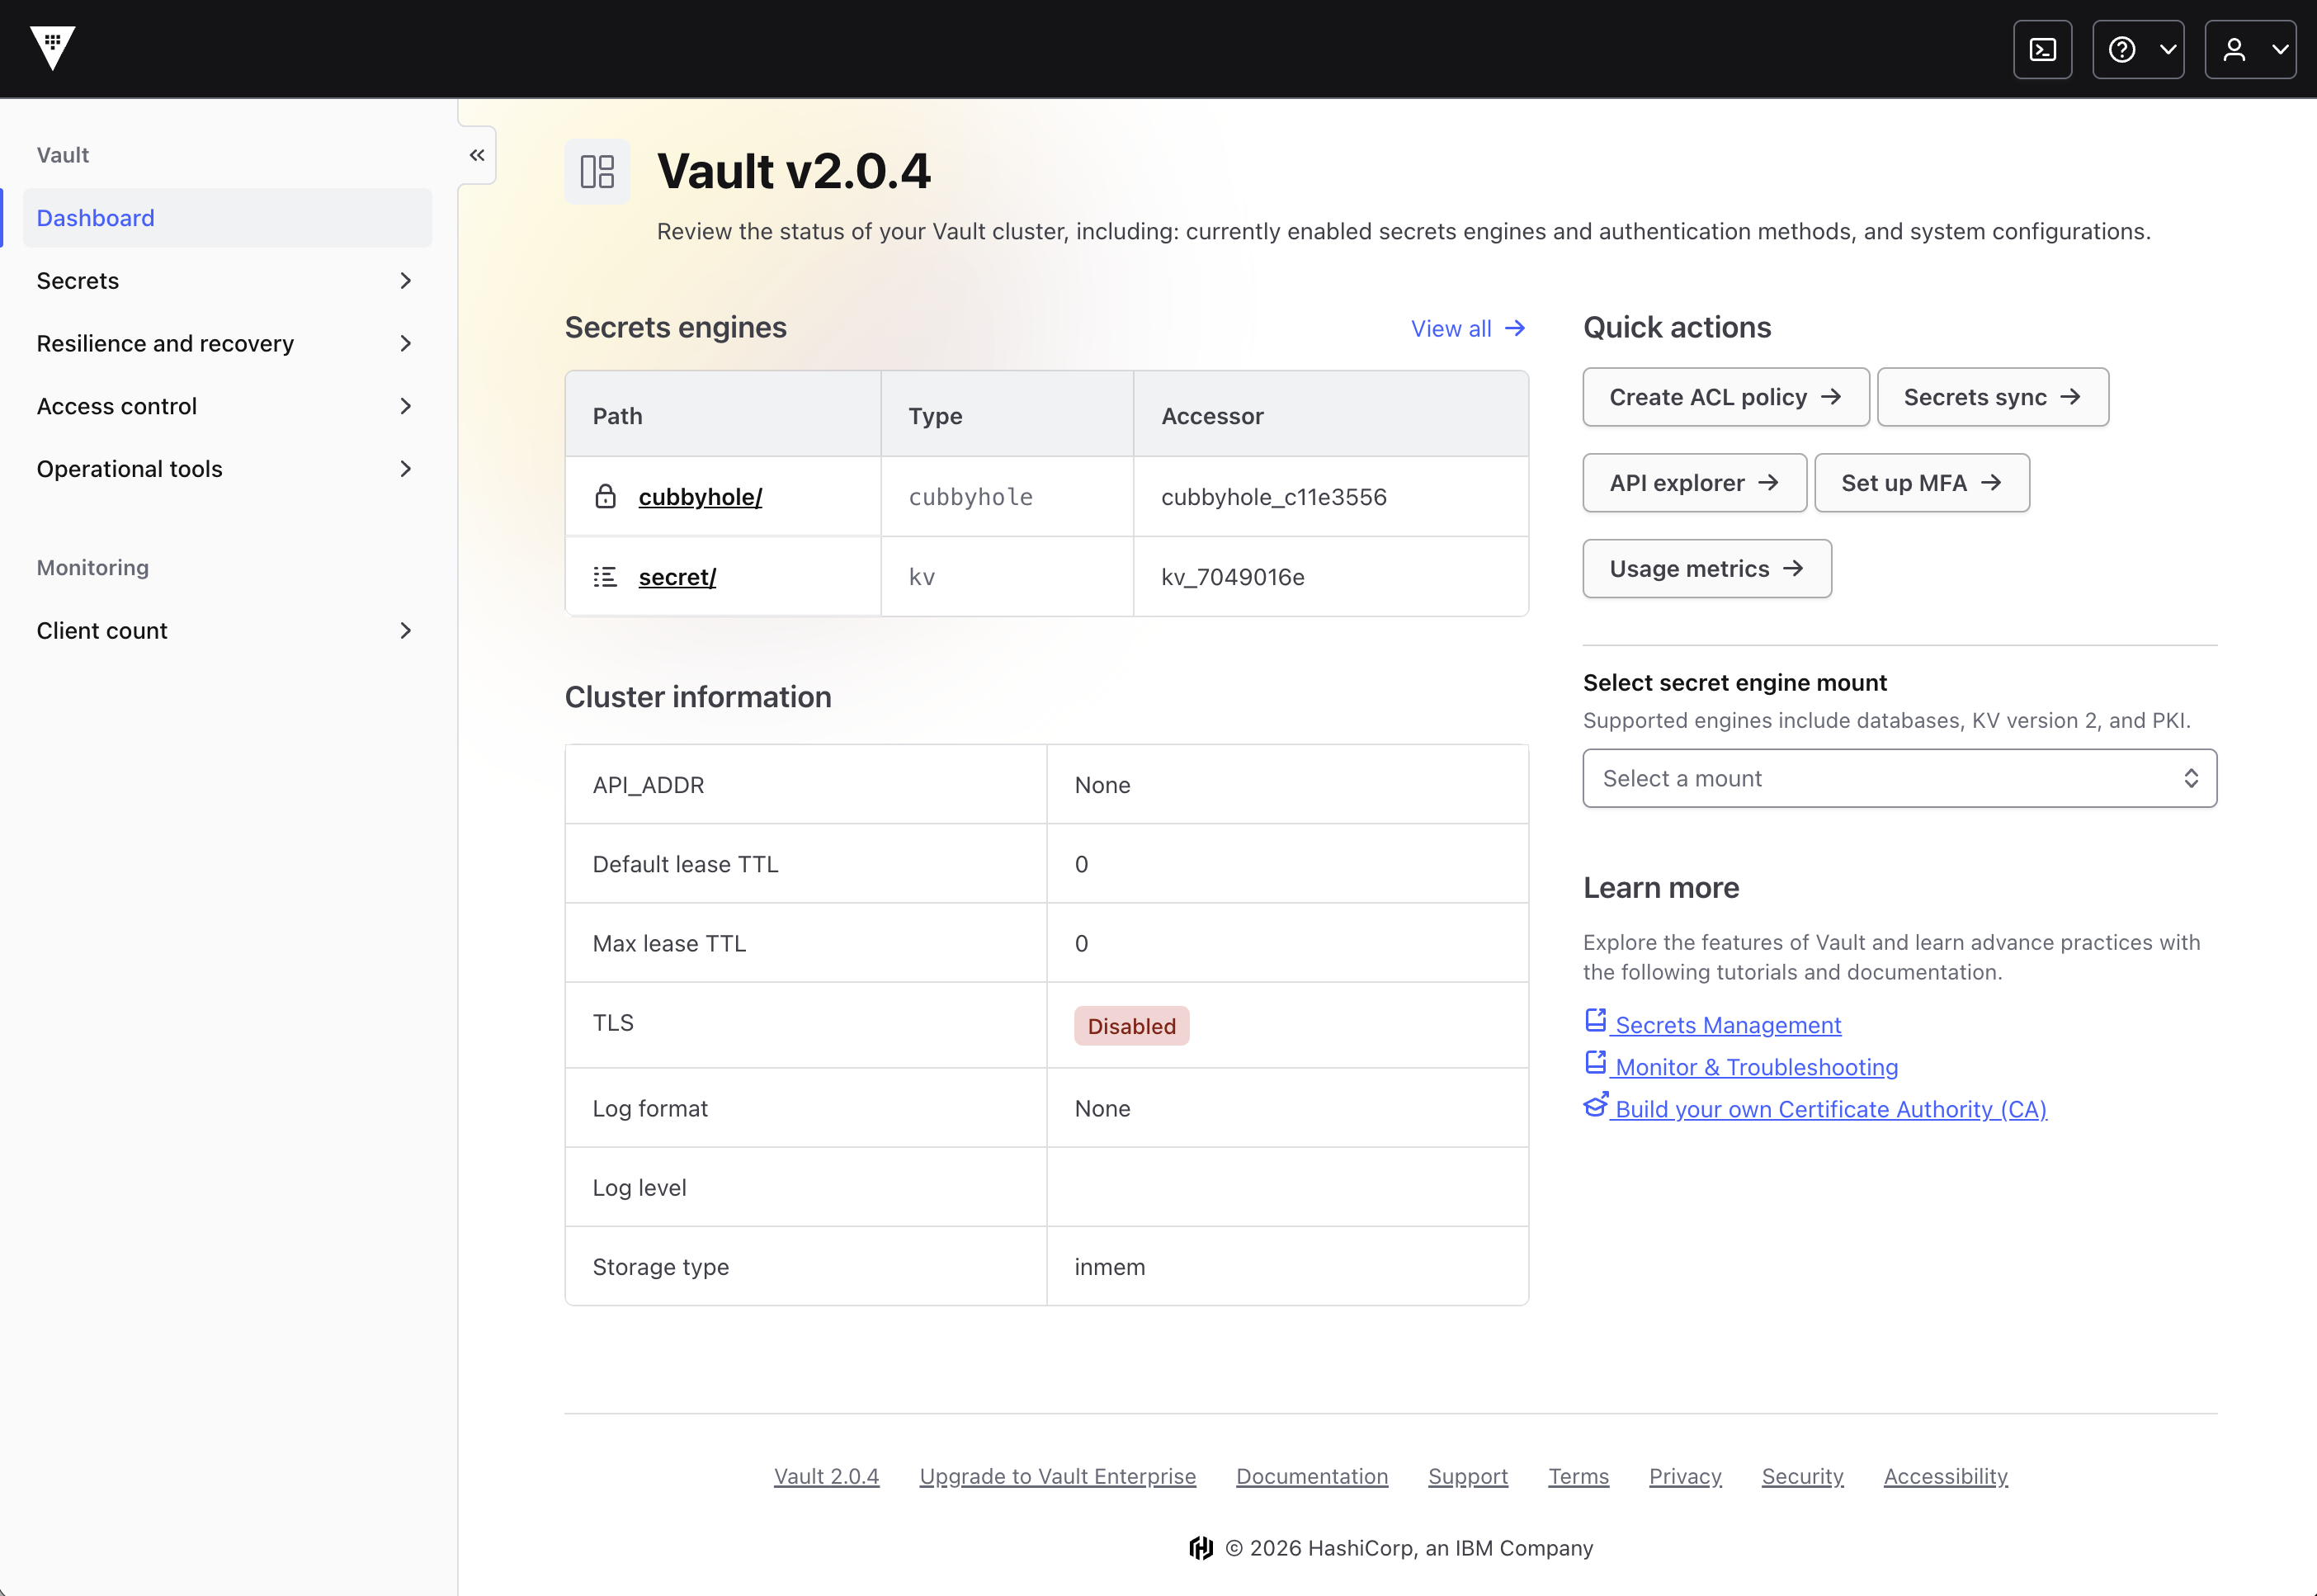 Vault
Dashboard
Secrets
Resilience and recovery
Access control
Operational tools
Monitoring
Client count
Vault v2.0.4
Review the status of your Vault cluster, including: currently enabled secrets engines and authentication methods, and system configurations.
Secrets engines
View all
Path Type Accessor
cubbyhole/ cubbyhole cubbyhole_c11e3556
secret/ kv kv_7049016e
Cluster information
API_ADDR None
Default lease TTL 0
Max lease TTL 0
TLS Disabled
Log format None
Log level
Storage type inmem
Quick actions
Create ACL policy Secrets sync
API explorer Set up MFA
Usage metrics
Select secret engine mount
Supported engines include databases, KV version 2, and PKI.
Select a mount
Learn more
Explore the features of Vault and learn advance practices with
the following tutorials and documentation.
Secrets Management
Monitor & Troubleshooting
Build your own Certificate Authority (CA)
Vault 2.0.4 Upgrade to Vault Enterprise Documentation Support Terms Privacy Security Accessibility
© 2026 HashiCorp, an IBM Company